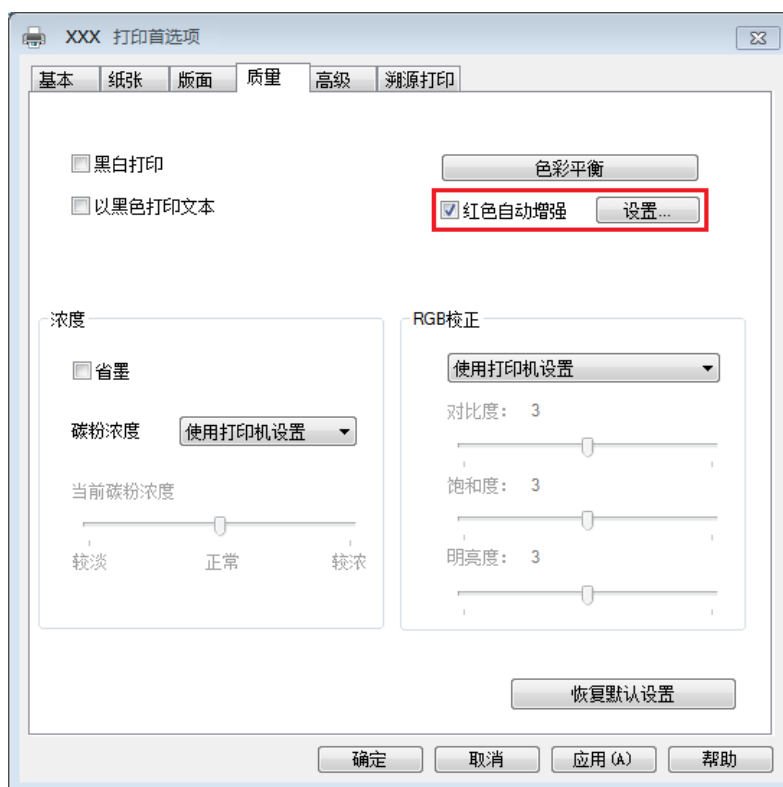 XXX 打印首选项
基本 纸张 版面 质量 高级 溯源打印
黑白打印 色彩平衡
以黑色打印文本 红色自动增强 设置...
浓度 RGB校正
省墨 使用打印机设置
碳粉浓度 使用打印机设置 对比度: 3
当前碳粉浓度 饱和度: 3
较淡 正常 较浓 明亮度: 3
恢复默认设置
确定 取消 应用(A) 帮助